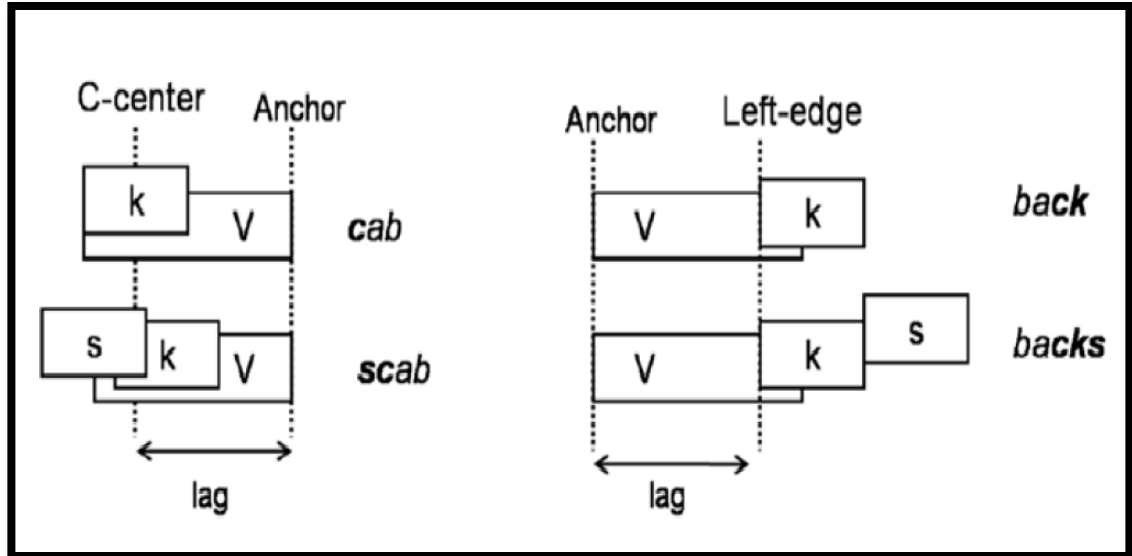 C-center Anchor
k
V
cab
s
k
V
scab
lag
Anchor Left-edge
V
k
back
V
k
s
backs
lag